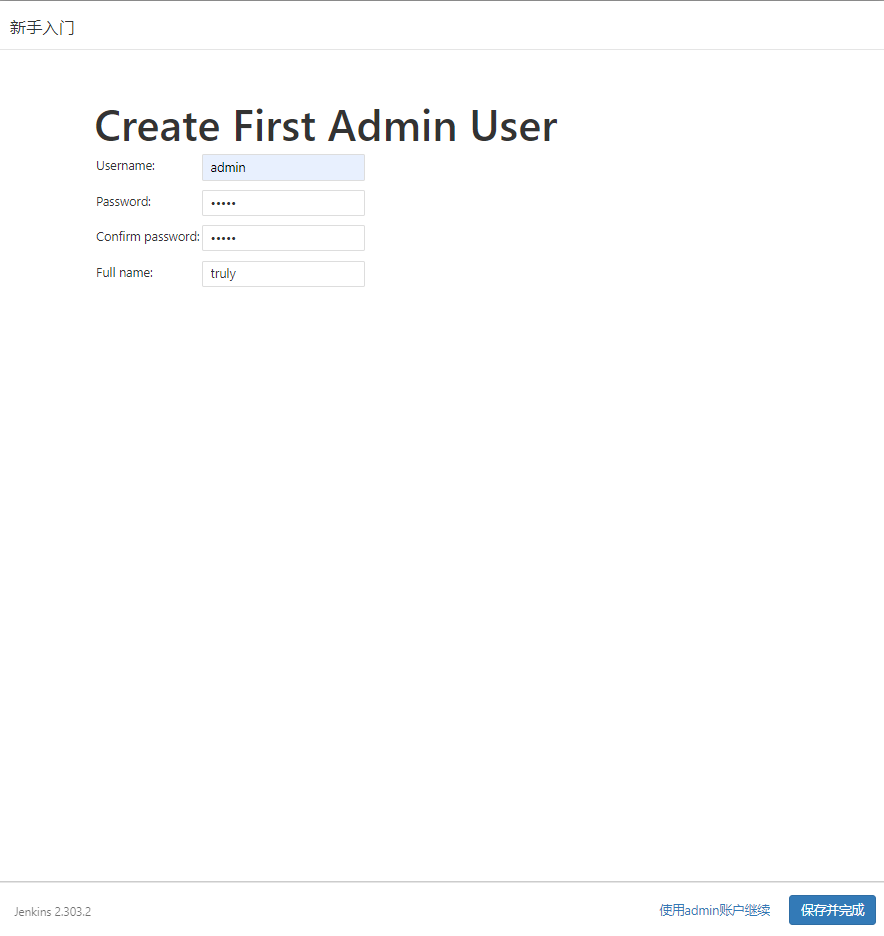 新手入门
Create First Admin User
Username: admin
Password: •••••
Confirm password: •••••
Full name: truly
Jenkins 2.303.2 使用admin账户继续 保存并完成